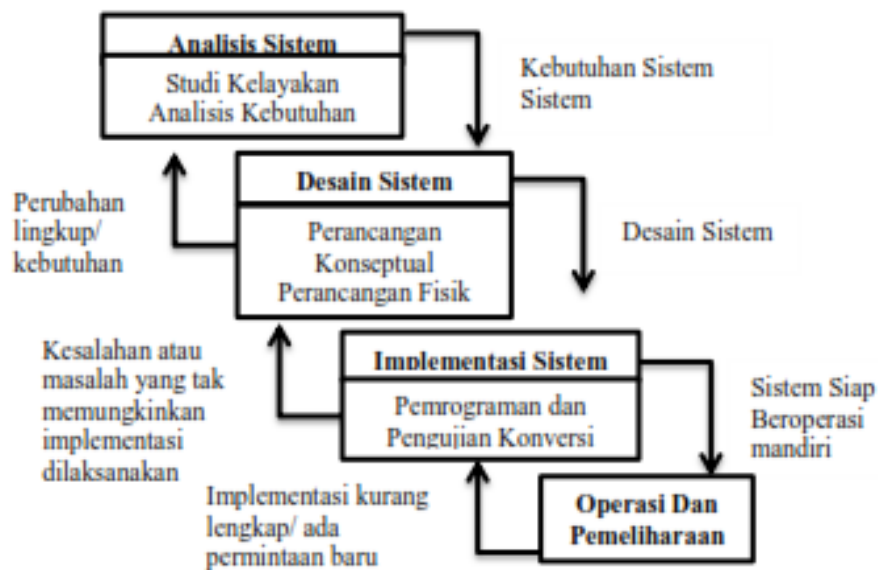 Analisis Sistem
Studi Kelayakan
Analisis Kebutuhan
Kebutuhan Sistem
Sistem
Desain Sistem
Perancangan
Konseptual
Perancangan Fisik
Perubahan
lingkup/
kebutuhan
Desain Sistem
Implementasi Sistem
Pemrograman dan
Pengujian Konversi
Kesalahan atau
masalah yang tak
memungkinkan
implementasi
dilaksanakan
Sistem Siap
Beroperasi
mandiri
Operasi Dan
Pemeliharaan
Implementasi kurang
lengkap/ ada
permintaan baru